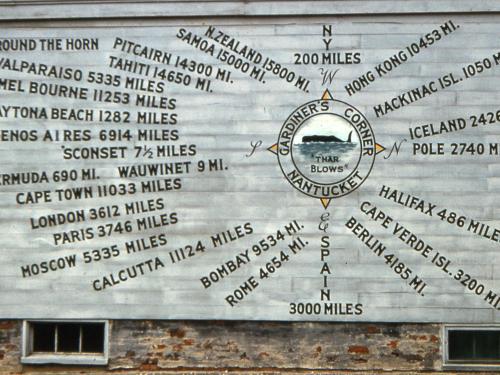 ROUND THE HORN
VALPARAISO 5335 MILES
MEL BOURNE 11253 MILES
DAYTONA BEACH 1282 MILES
ENOS AIRES 6914 MILES
'SCONSET 7½ MILES
ERMUDA 690 MI.
WAUWINET 9 MI.
CAPE TOWN 11033 MILES
LONDON 3612 MILES
PARIS 3746 MILES
MOSCOW 5335 MILES
CALCUTTA 11124 MILES
PITCAIRN 14300 MI.
TAHITI 14650 MI.
SAMOA 15000 MI.
N. ZEALAND 15800 MI.
NY
200 MILES
W
HONG KONG 10453 MI.
MACKINAC ISL. 1050 M
ICELAND 2426
POLE 2740 MI
S
N
GARDINER'S CORNER
"THAR
BLOWS"
NANTUCKET
E
SPAIN
3000 MILES
BOMBAY 9534 MI.
ROME 4654 MI.
HALIFAX 486 MILE
CAPE VERDE ISL. 3200 MI
BERLIN 4185 MI.